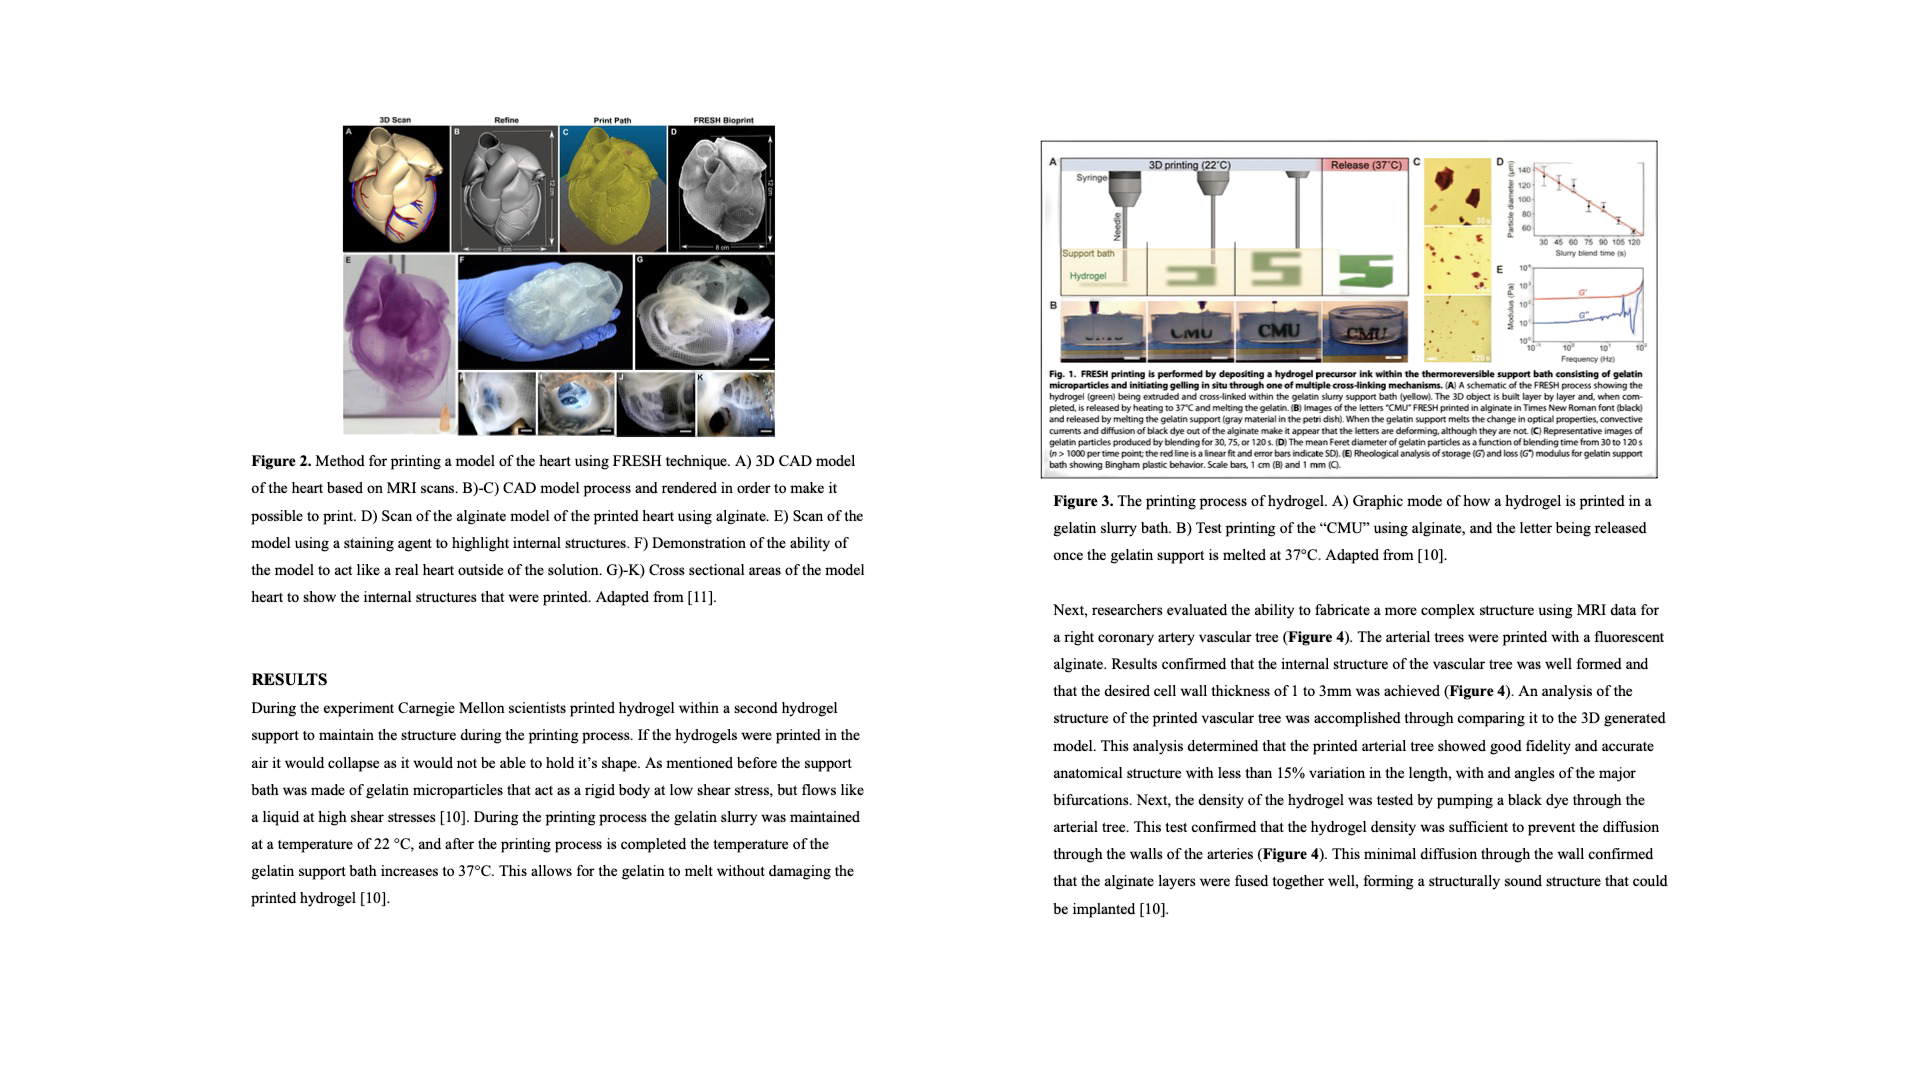 3D Scan
Refine
Print Path
FRESH Bioprint
A
B
C
D
12 cm
8 cm
12 cm
8 cm
E
F
G
H
I
J
K
Figure 2. Method for printing a model of the heart using FRESH technique. A) 3D CAD model
of the heart based on MRI scans. B)-C) CAD model process and rendered in order to make it
possible to print. D) Scan of the alginate model of the printed heart using alginate. E) Scan of the
model using a staining agent to highlight internal structures. F) Demonstration of the ability of
the model to act like a real heart outside of the solution. G)-K) Cross sectional areas of the model
heart to show the internal structures that were printed. Adapted from [11].
RESULTS
During the experiment Carnegie Mellon scientists printed hydrogel within a second hydrogel
support to maintain the structure during the printing process. If the hydrogels were printed in the
air it would collapse as it would not be able to hold it's shape. As mentioned before the support
bath was made of gelatin microparticles that act as a rigid body at low shear stress, but flows like
a liquid at high shear stresses [10]. During the printing process the gelatin slurry was maintained
at a temperature of 22 °C, and after the printing process is completed the temperature of the
gelatin support bath increases to 37°C. This allows for the gelatin to melt without damaging the
printed hydrogel [10].
A
3D printing (22°C)
Release (37°C)
Syringe
Needle
Support bath
Hydrogel
B
CMU
CMU
CMU
CMU
C
30 s
120 s
D
Particle diameter (μm)
140
120
100
80
60
30 45 60 75 90 105 120
Slurry blend time (s)
E
Modulus (Pa)
10⁴
10³
10²
10¹
10⁰
G'
G"
10⁻¹ 10⁰ 10¹ 10²
Frequency (Hz)
Fig. 1. FRESH printing is performed by depositing a hydrogel precursor ink within the thermoreversible support bath consisting of gelatin
microparticles and initiating gelling in situ through one of multiple cross-linking mechanisms. (A) A schematic of the FRESH process showing the
hydrogel (green) being extruded and cross-linked within the gelatin slurry support bath (yellow). The 3D object is built layer by layer and, when com-
pleted, is released by heating to 37°C and melting the gelatin. (B) Images of the letters "CMU" FRESH printed in alginate in Times New Roman font (black)
and released by melting the gelatin support (gray material in the petri dish). When the gelatin support melts the change in optical properties, convective
currents and diffusion of black dye out of the alginate make it appear that the letters are deforming, although they are not. (C) Representative images of
gelatin particles produced by blending for 30, 75, or 120 s. (D) The mean Feret diameter of gelatin particles as a function of blending time from 30 to 120 s
(n > 1000 per time point; the red line is a linear fit and error bars indicate SD). (E) Rheological analysis of storage (G') and loss (G") modulus for gelatin support
bath showing Bingham plastic behavior. Scale bars, 1 cm (B) and 1 mm (C).
Figure 3. The printing process of hydrogel. A) Graphic mode of how a hydrogel is printed in a
gelatin slurry bath. B) Test printing of the “CMU” using alginate, and the letter being released
once the gelatin support is melted at 37°C. Adapted from [10].
Next, researchers evaluated the ability to fabricate a more complex structure using MRI data for
a right coronary artery vascular tree (Figure 4). The arterial trees were printed with a fluorescent
alginate. Results confirmed that the internal structure of the vascular tree was well formed and
that the desired cell wall thickness of 1 to 3mm was achieved (Figure 4). An analysis of the
structure of the printed vascular tree was accomplished through comparing it to the 3D generated
model. This analysis determined that the printed arterial tree showed good fidelity and accurate
anatomical structure with less than 15% variation in the length, with and angles of the major
bifurcations. Next, the density of the hydrogel was tested by pumping a black dye through the
arterial tree. This test confirmed that the hydrogel density was sufficient to prevent the diffusion
through the walls of the arteries (Figure 4). This minimal diffusion through the wall confirmed
that the alginate layers were fused together well, forming a structurally sound structure that could
be implanted [10].